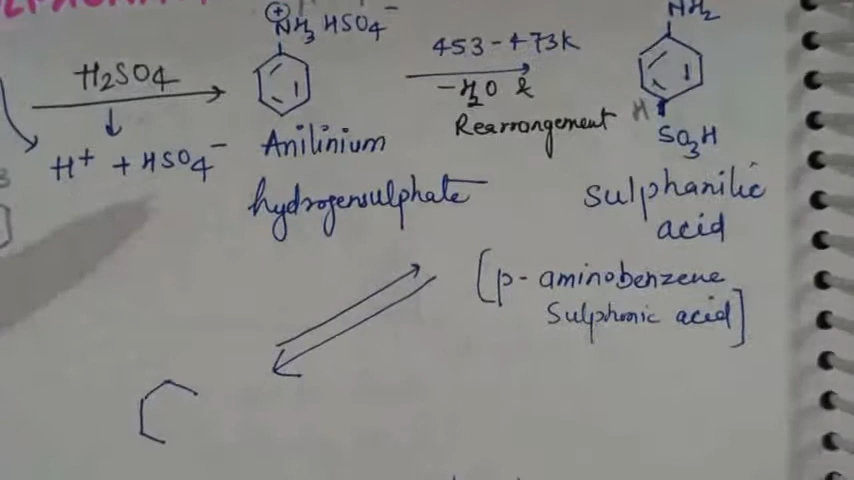 NH₃ HSO₄⁻
NH₂
H₂SO₄
453-473K
-H₂O &
Rearrangement
H
SO₃H
H⁺ + HSO₄⁻
Anilinium
hydrogensulphate
sulphanilic
acid
[p-aminobenzene
Sulphonic acid]